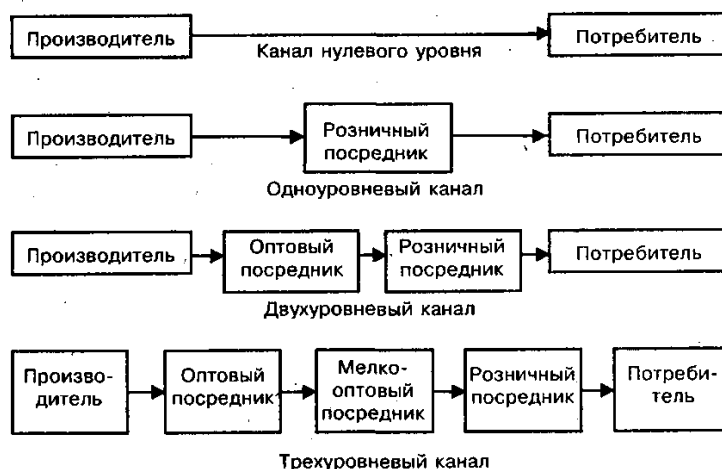 Производитель
Потребитель
Канал нулевого уровня
Производитель
Розничный
посредник
Потребитель
Одноуровневый канал
Производитель
Оптовый
посредник
Розничный
посредник
Потребитель
Двухуровневый канал
Произво-
дитель
Оптовый
посредник
Мелко-
оптовый
посредник
Розничный
посредник
Потреби-
тель
Трехуровневый канал